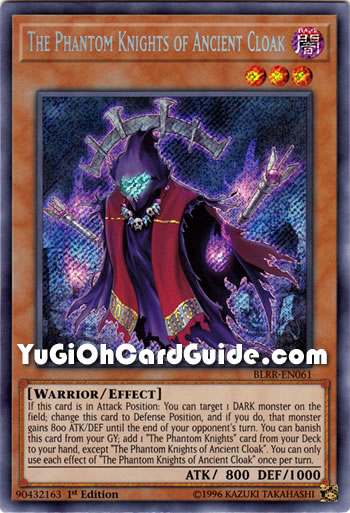 THE PHANTOM KNIGHTS OF ANCIENT CLOAK
DARK
闇
YuGiOhCardGuide.com
BLRR-EN061
[WARRIOR/EFFECT]
If this card is in Attack Position: You can target 1 DARK monster on the
field; change this card to Defense Position, and if you do, that monster
gains 800 ATK/DEF until the end of your opponent's turn. You can banish
this card from your GY; add 1 "The Phantom Knights" card from your Deck
to your hand, except "The Phantom Knights of Ancient Cloak". You can only
use each effect of "The Phantom Knights of Ancient Cloak" once per turn.
ATK/ 800 DEF/1000
90432163 1st Edition ©1996 KAZUKI TAKAHASHI